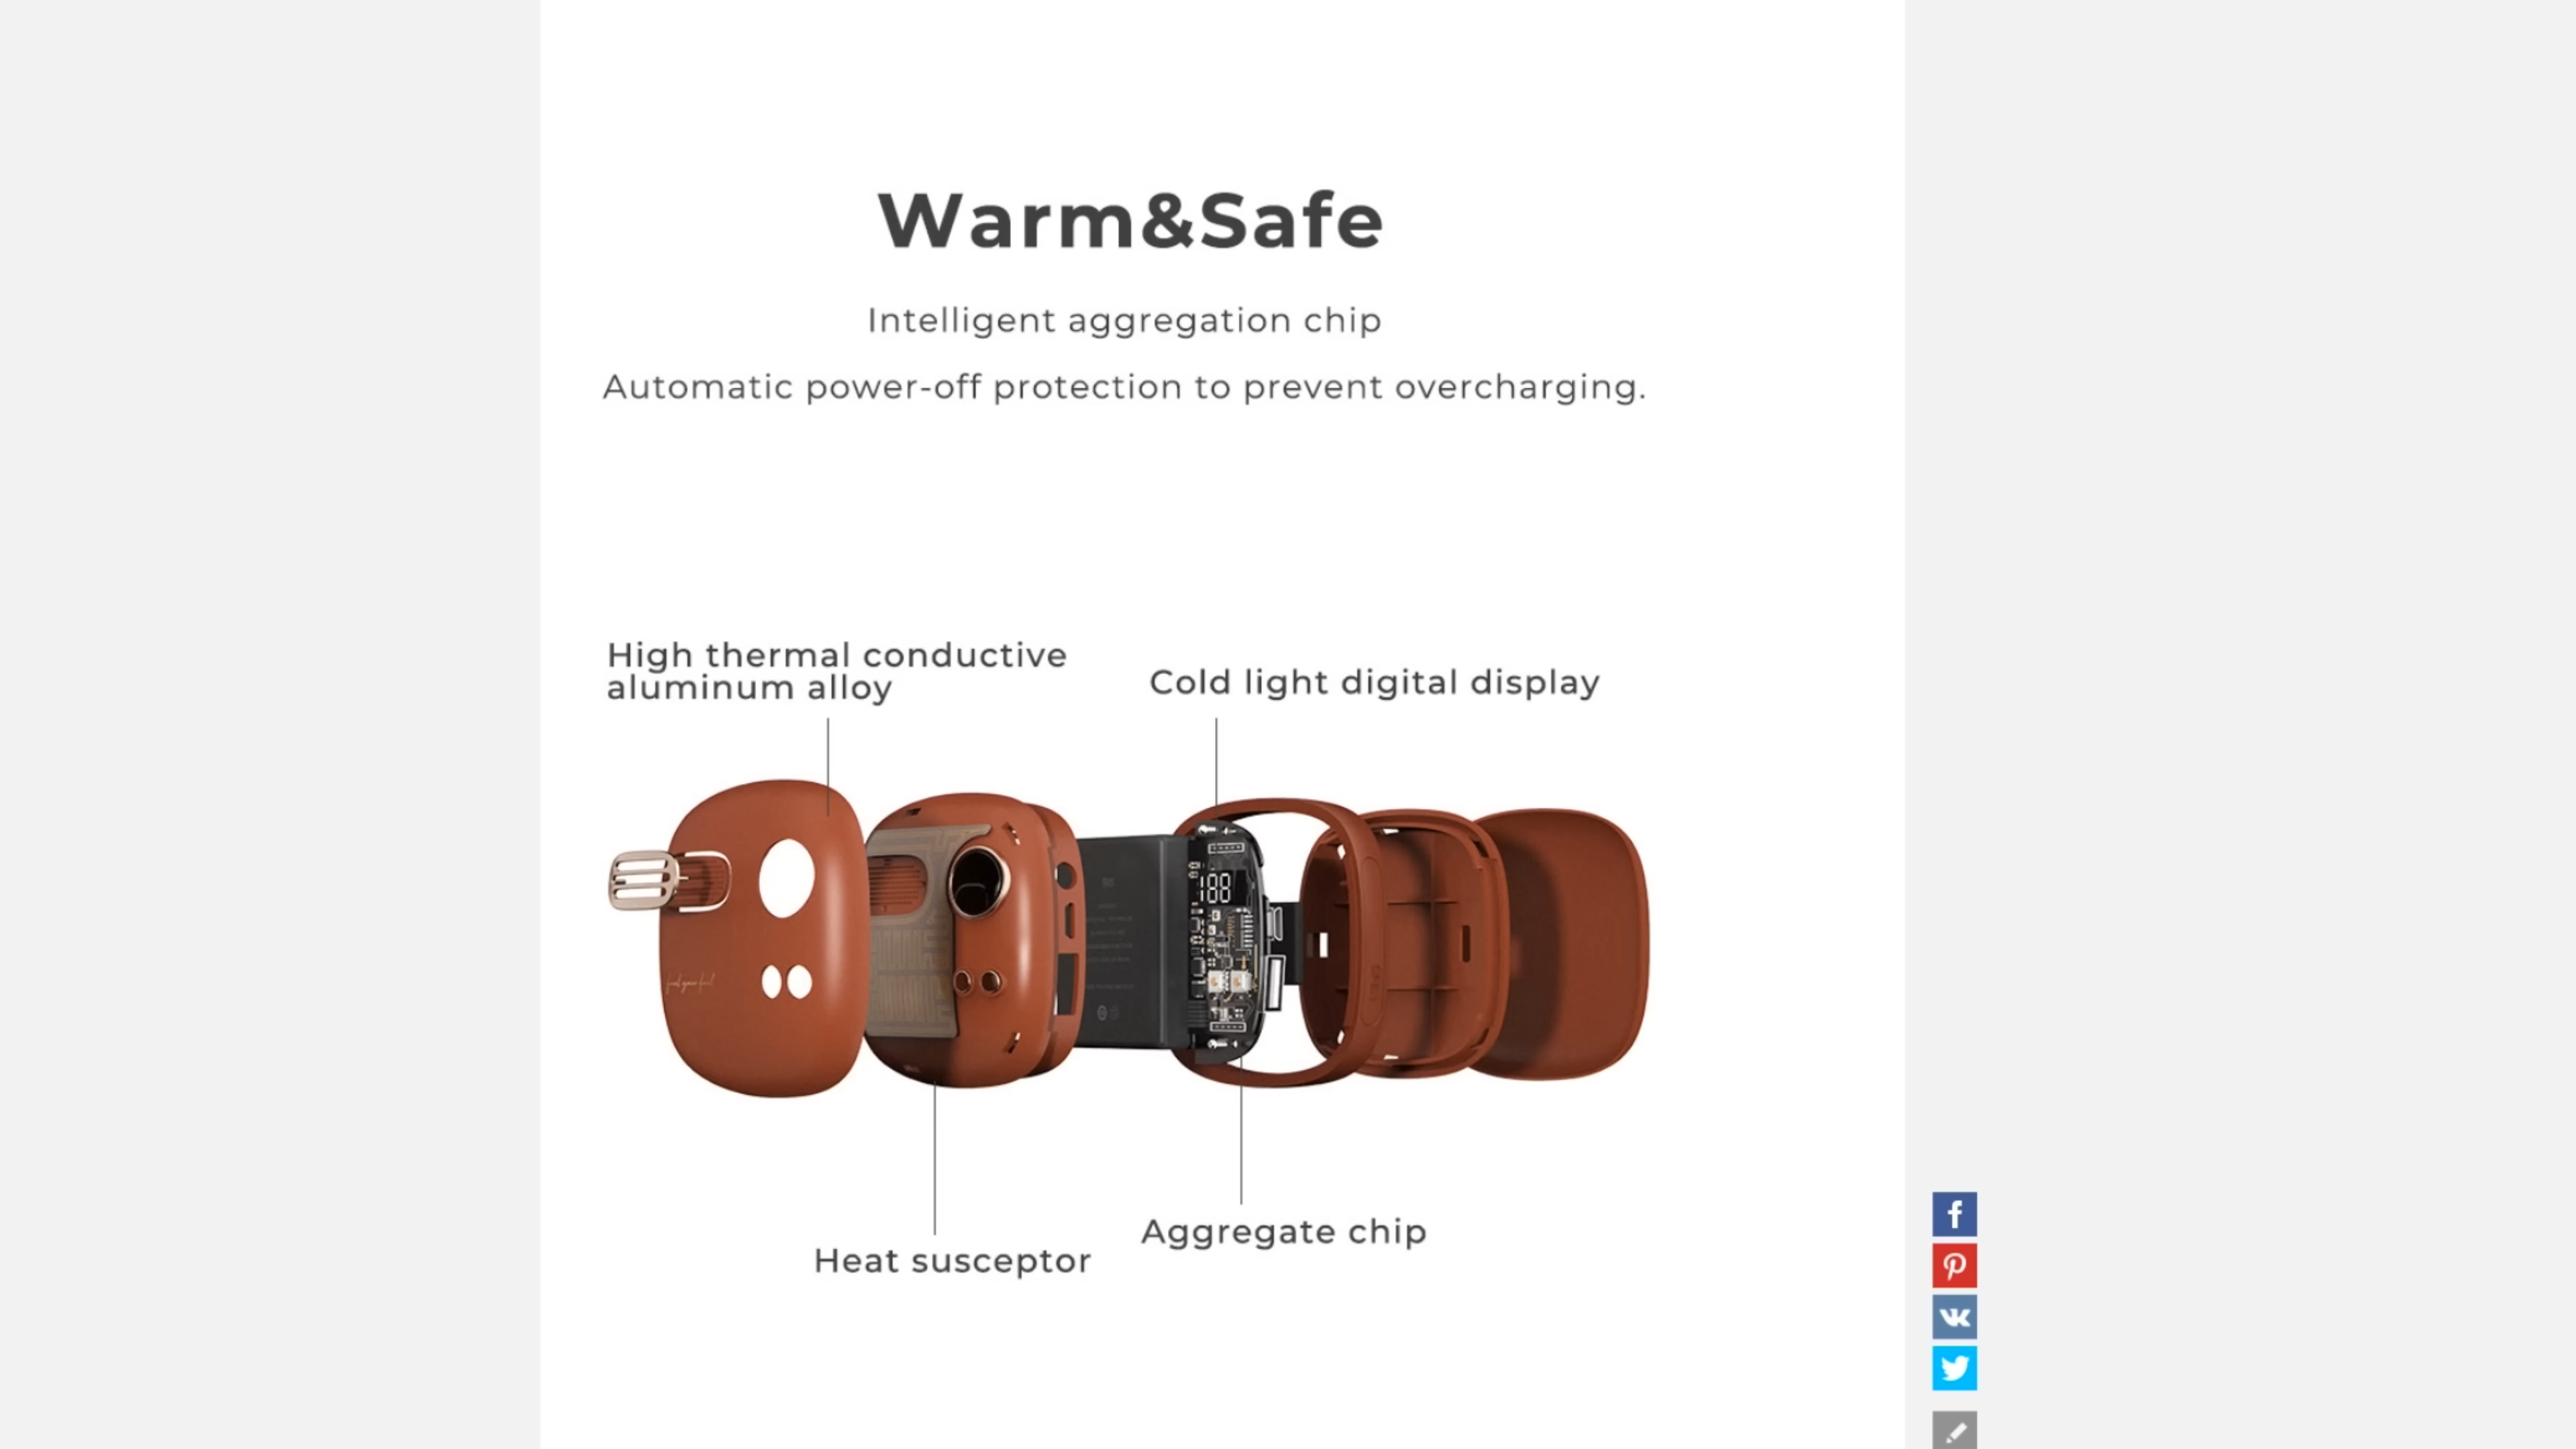 Warm&Safe
Intelligent aggregation chip
Automatic power-off protection to prevent overcharging.
High thermal conductive
aluminum alloy
Cold light digital display
188
Heat susceptor
Aggregate chip